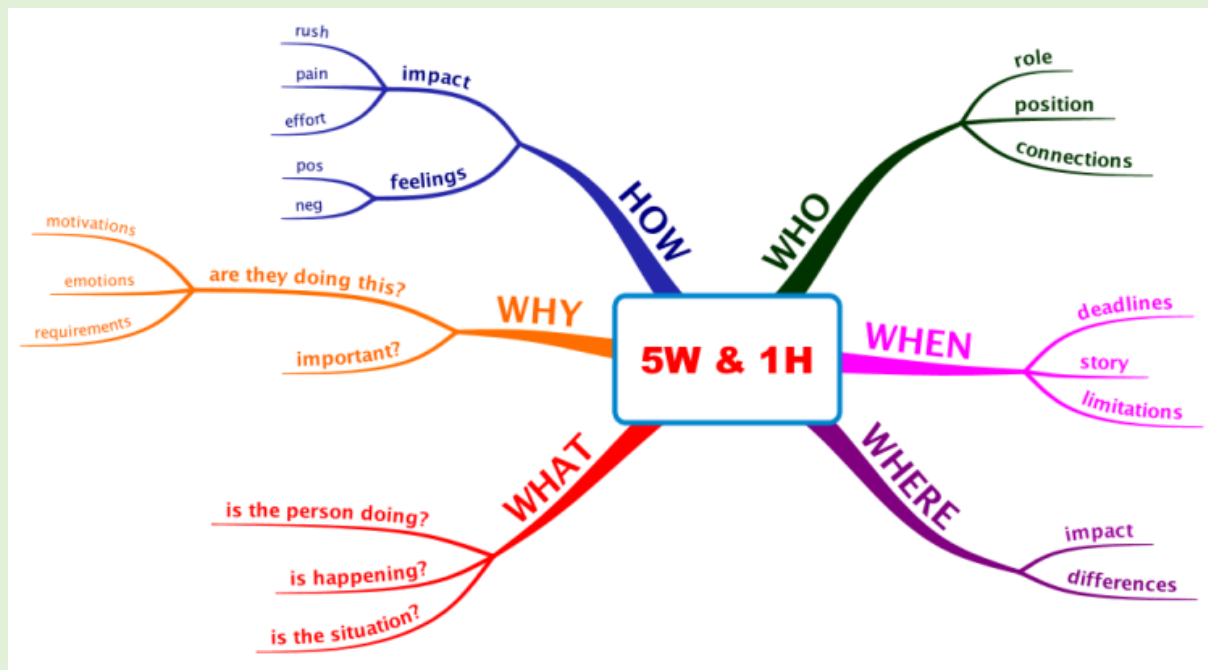 5W & 1H
WHO
role
position
connections
WHEN
deadlines
story
limitations
WHERE
impact
differences
WHAT
is the person doing?
is happening?
is the situation?
WHY
are they doing this?
motivations
emotions
requirements
important?
HOW
impact
rush
pain
effort
feelings
pos
neg